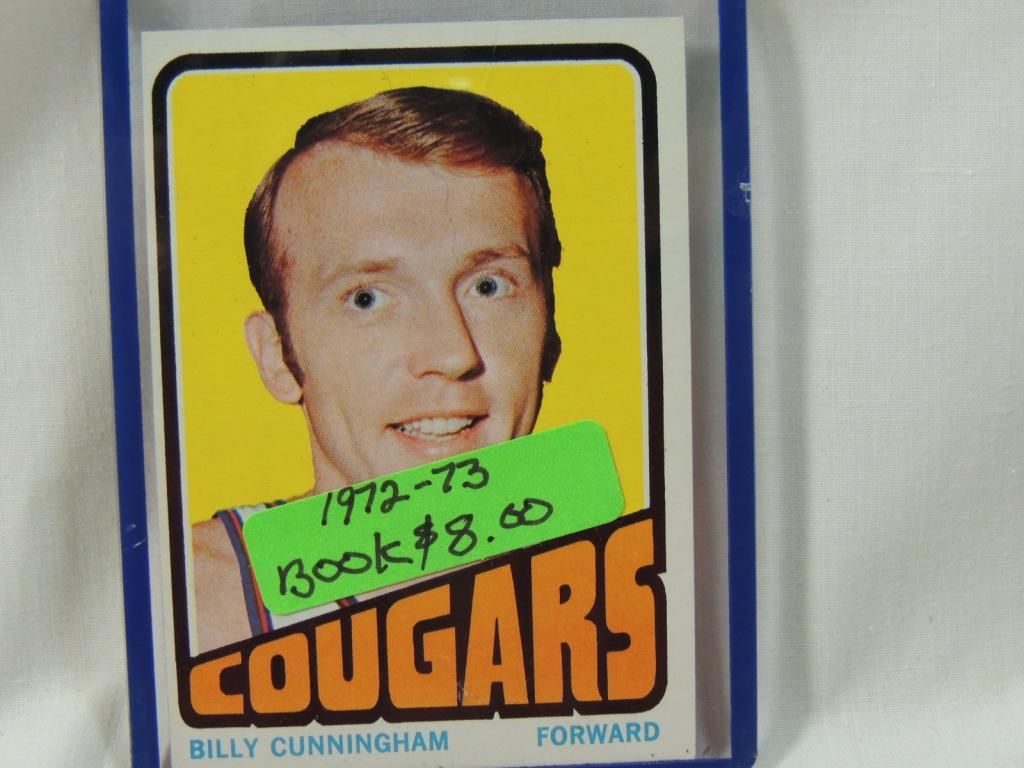 1972-73
BOOK $8.00
COUGARS
BILLY CUNNINGHAM FORWARD